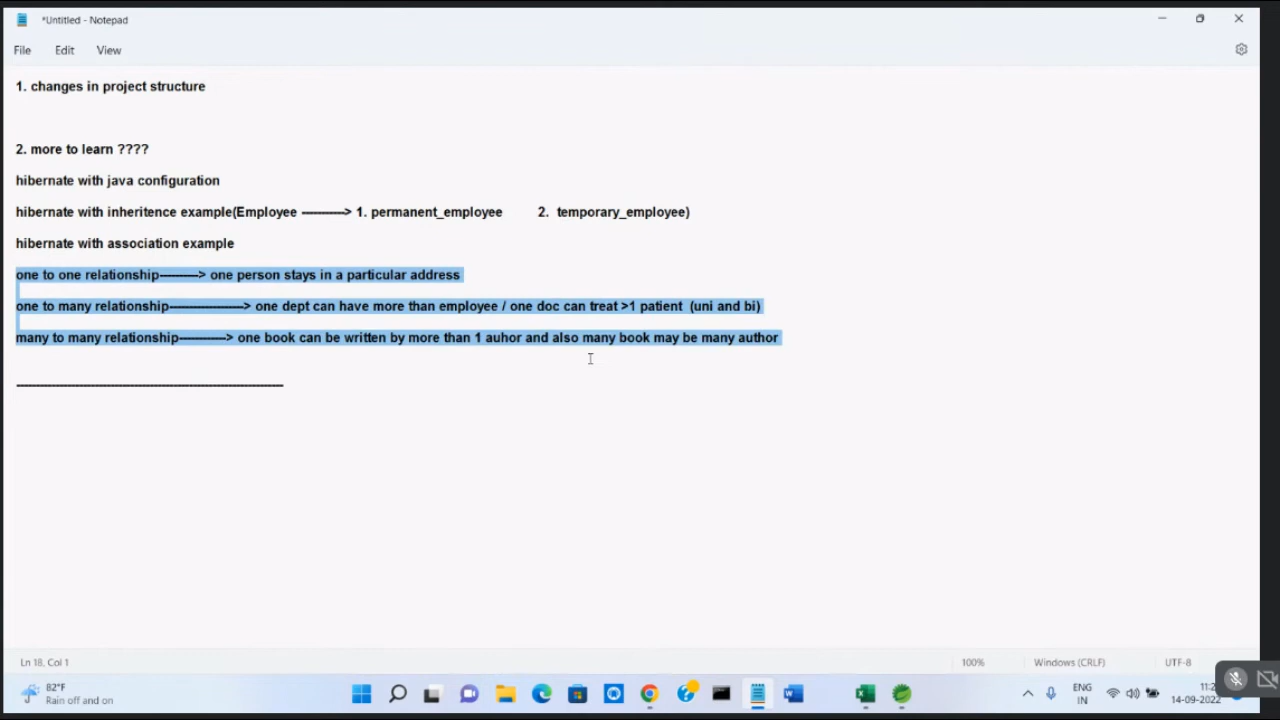 *Untitled - Notepad
File Edit View
1. changes in project structure
2. more to learn ????
hibernate with java configuration
hibernate with inheritence example(Employee -----------> 1. permanent_employee 2. temporary_employee)
hibernate with association example
one to one relationship----------> one person stays in a particular address
one to many relationship-------------------> one dept can have more than employee / one doc can treat >1 patient (uni and bi)
many to many relationship------------> one book can be written by more than 1 auhor and also many book may be many author
--------------------------------------------------------------------
Ln 18, Col 1 100% Windows (CRLF) UTF-8
82°F
Rain off and on
ENG
IN
14-09-2022